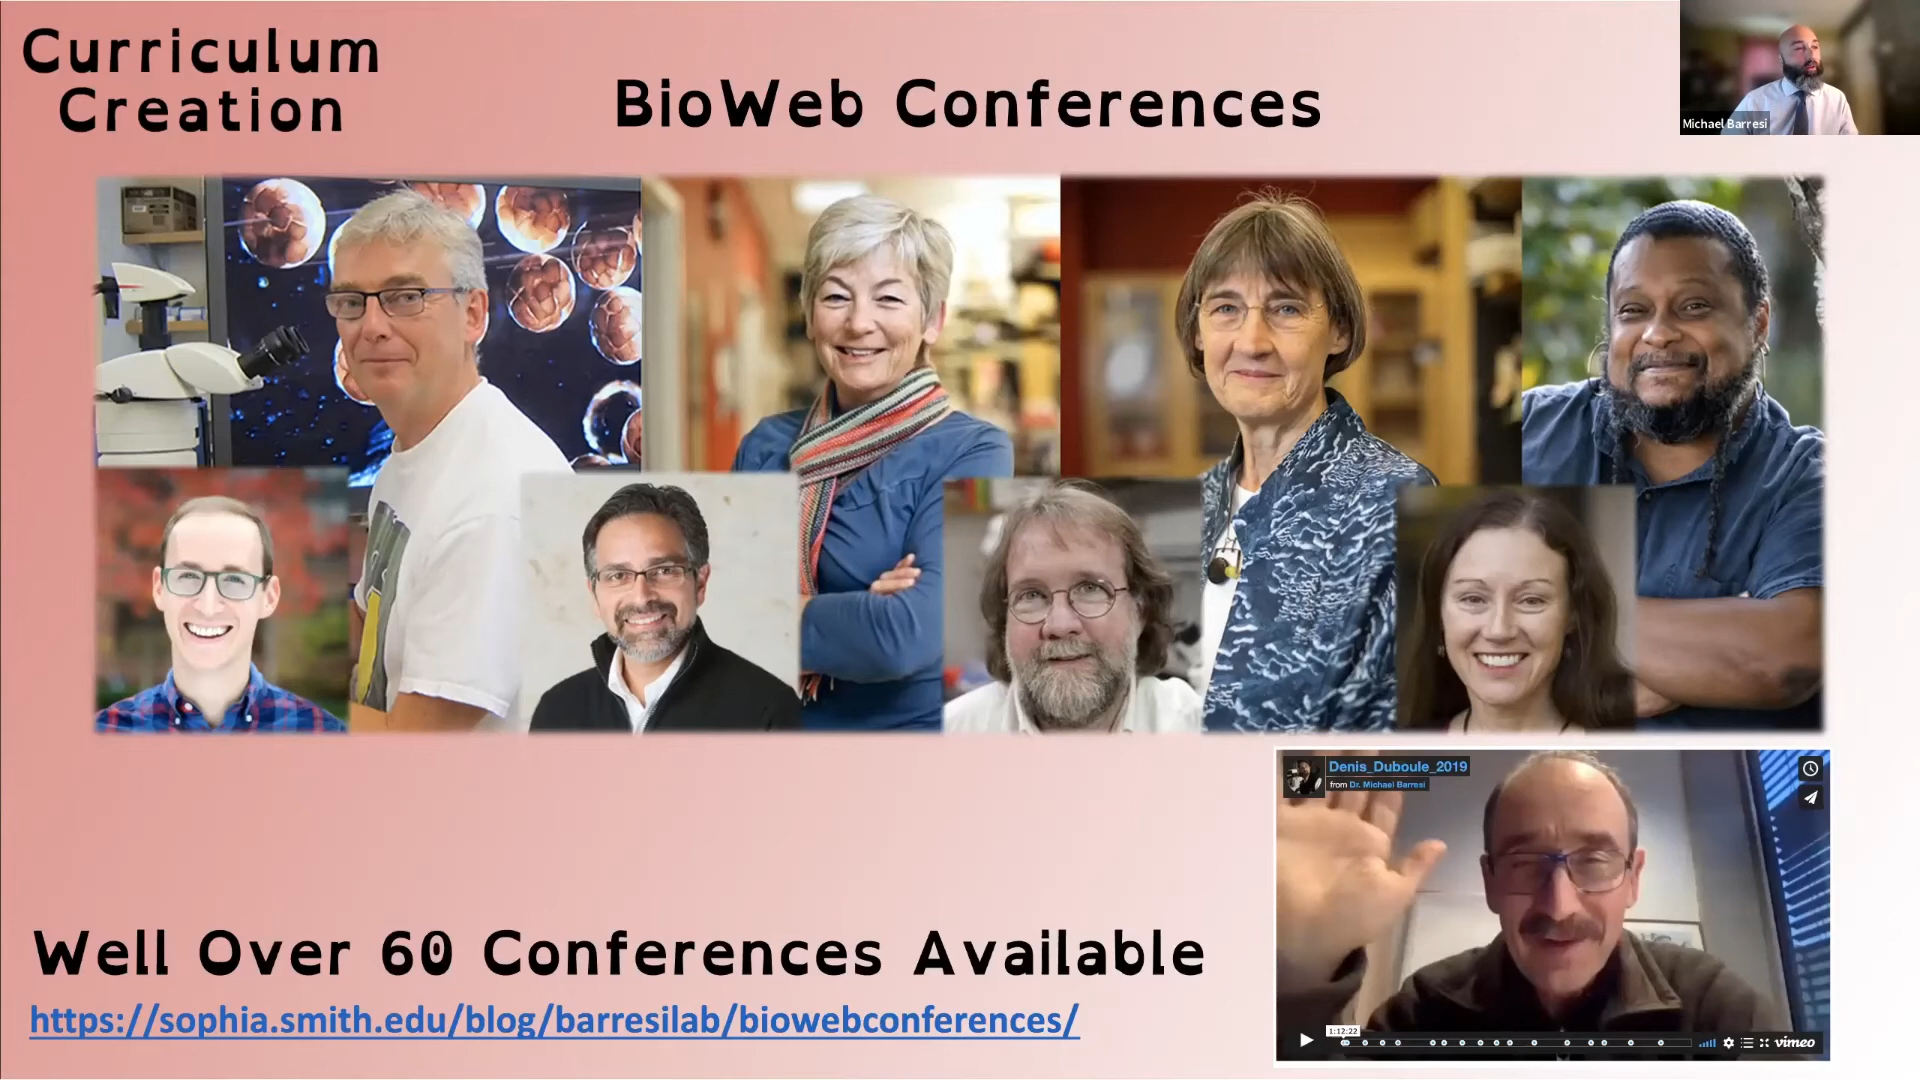 Curriculum
Creation
BioWeb Conferences
Michael Barresi
Denis_Duboule_2019
from Dr. Michael Barresi
Well Over 60 Conferences Available
https://sophia.smith.edu/blog/barresilab/biowebconferences/
1:12:22
vimeo